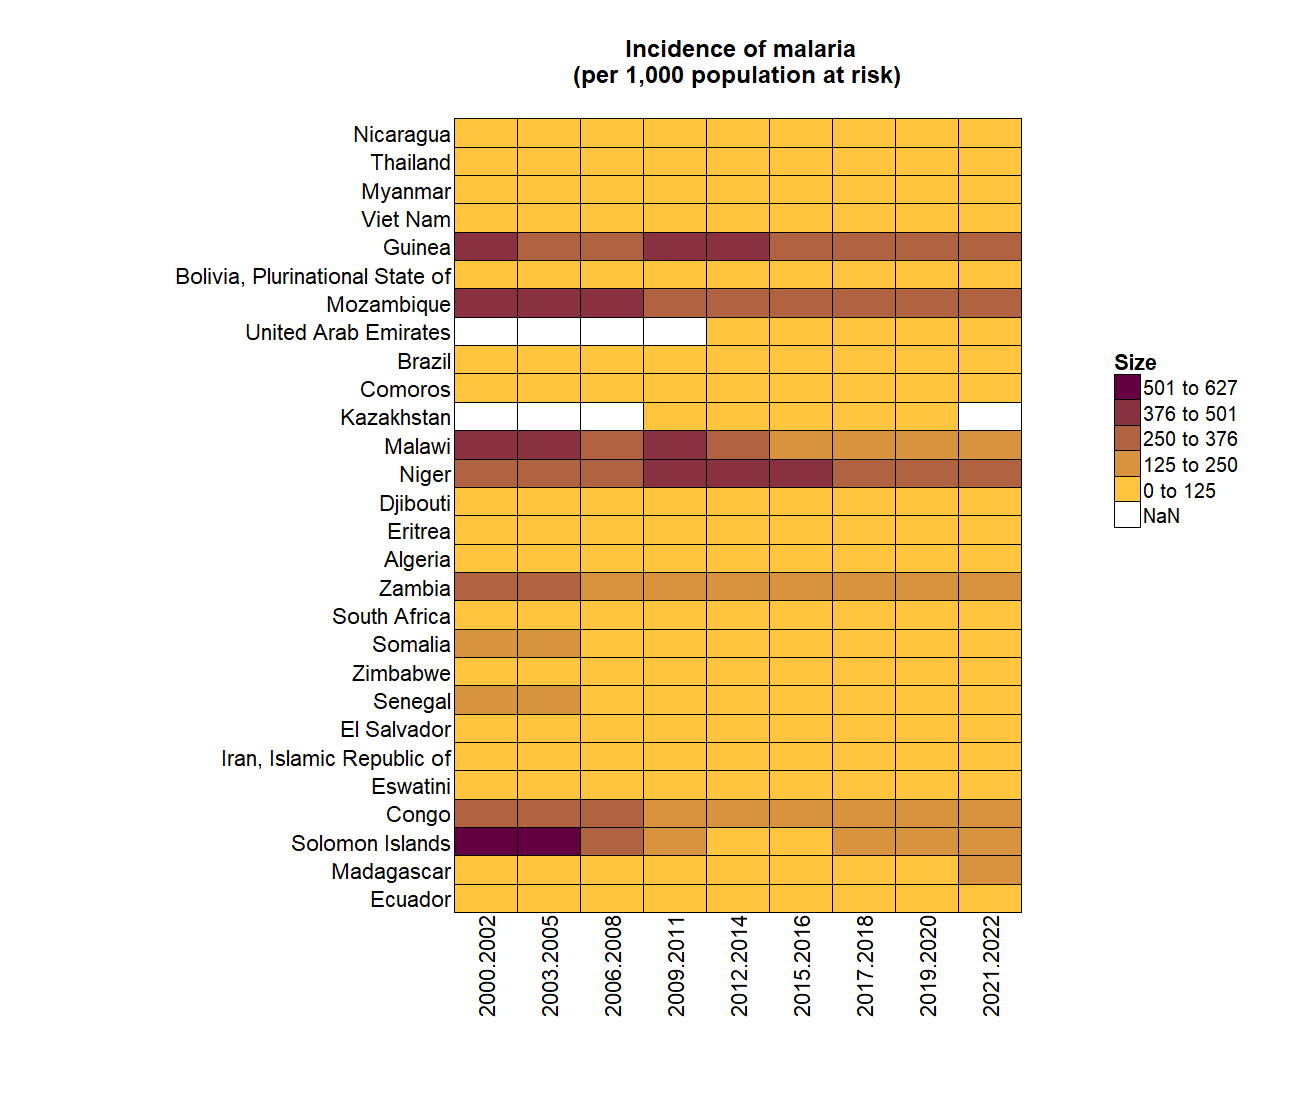 Incidence of malaria
(per 1,000 population at risk)
Nicaragua
Thailand
Myanmar
Viet Nam
Guinea
Bolivia, Plurinational State of
Mozambique
United Arab Emirates
Brazil
Comoros
Kazakhstan
Malawi
Niger
Djibouti
Eritrea
Algeria
Zambia
South Africa
Somalia
Zimbabwe
Senegal
El Salvador
Iran, Islamic Republic of
Eswatini
Congo
Solomon Islands
Madagascar
Ecuador
2000.2002
2003.2005
2006.2008
2009.2011
2012.2014
2015.2016
2017.2018
2019.2020
2021.2022
Size
501 to 627
376 to 501
250 to 376
125 to 250
0 to 125
NaN